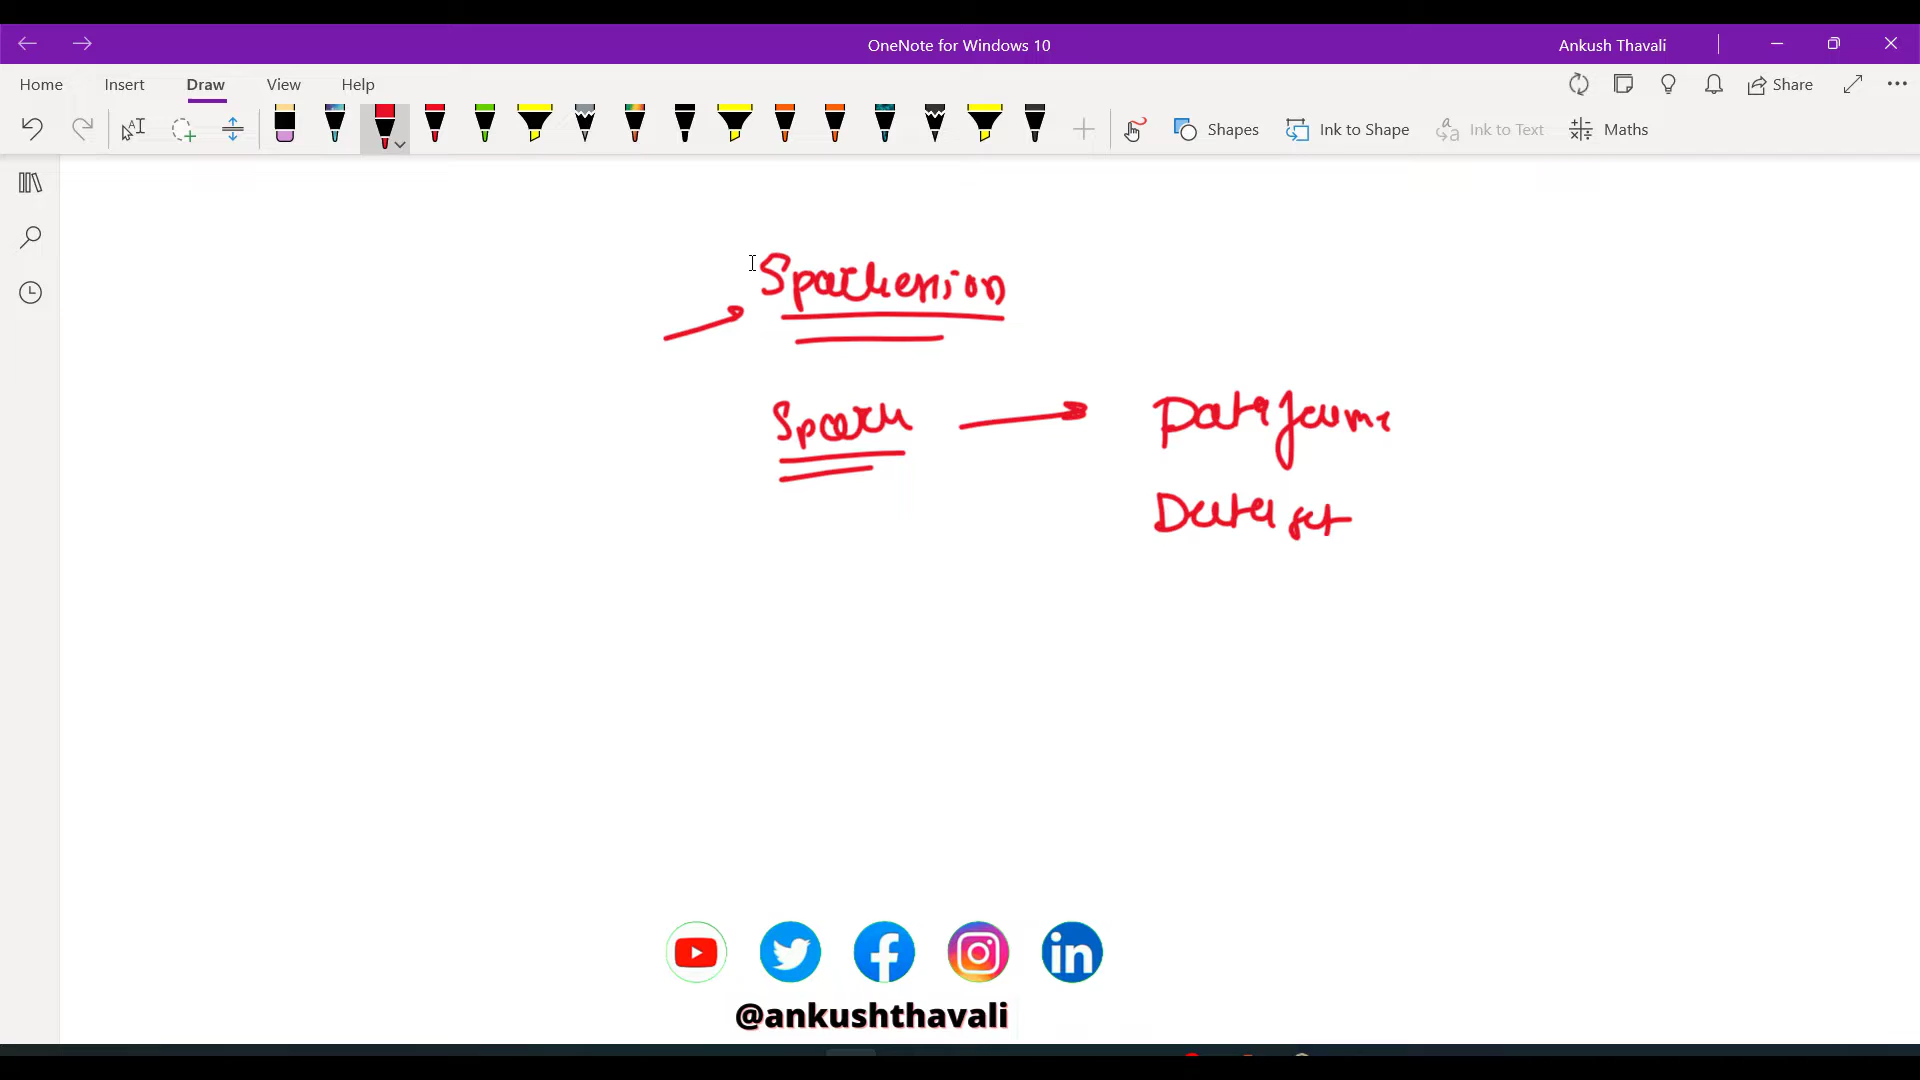 OneNote for Windows 10
Ankush Thavali
Home Insert Draw View Help
Share
Shapes Ink to Shape Ink to Text Maths
Sparkession
Spark
Dataframe
Dataset
@ankushthavali